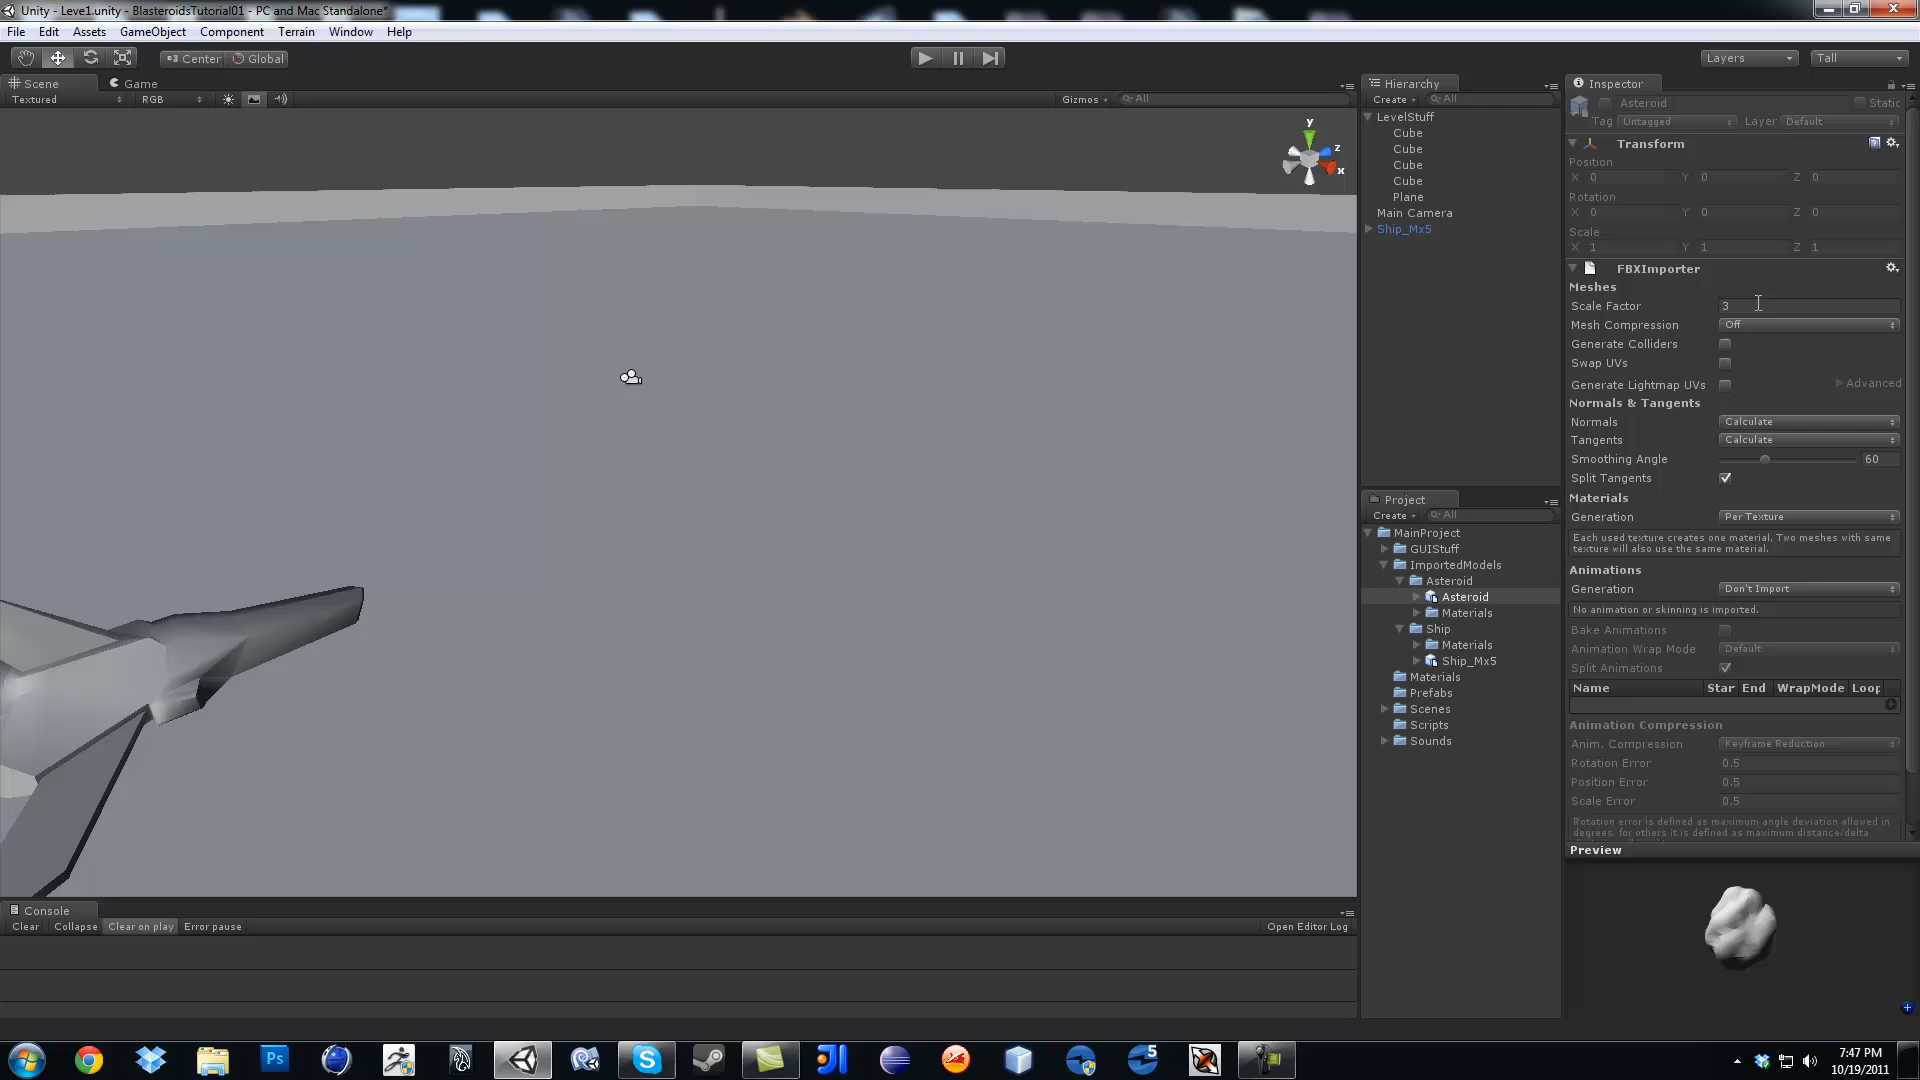 Unity - Leve1.unity - BlasteroidsTutorial01 - PC and Mac Standalone*
File Edit Assets GameObject Component Terrain Window Help
Center Global Layers Tall
Scene Game
Textured RGB Gizmos All
Hierarchy
Create All
LevelStuff
Cube
Cube
Cube
Cube
Plane
Main Camera
Ship_Mx5
Project
Create All
MainProject
GUIStuff
ImportedModels
Asteroid
Asteroid
Materials
Ship
Materials
Ship_Mx5
Materials
Prefabs
Scenes
Scripts
Sounds
Inspector
Asteroid Static
Tag Untagged Layer Default
Transform
Position
X 0 Y 0 Z 0
Rotation
X 0 Y 0 Z 0
Scale
X 1 Y 1 Z 1
FBXImporter
Meshes
Scale Factor 3
Mesh Compression Off
Generate Colliders
Swap UVs
Generate Lightmap UVs Advanced
Normals & Tangents
Normals Calculate
Tangents Calculate
Smoothing Angle 60
Split Tangents
Materials
Generation Per Texture
Each used texture creates one material. Two meshes with same
texture will also use the same material.
Animations
Generation Don't Import
No animation or skinning is imported.
Bake Animations
Animation Wrap Mode Default
Split Animations
Name Star End WrapMode Loop
Animation Compression
Anim. Compression Keyframe Reduction
Rotation Error 0.5
Position Error 0.5
Scale Error 0.5
Rotation error is defined as maximum angle deviation allowed in
degrees, for others it is defined as maximum distance/delta
Preview
Console
Clear Collapse Clear on play Error pause Open Editor Log
Ps
5
7:47 PM
10/19/2011